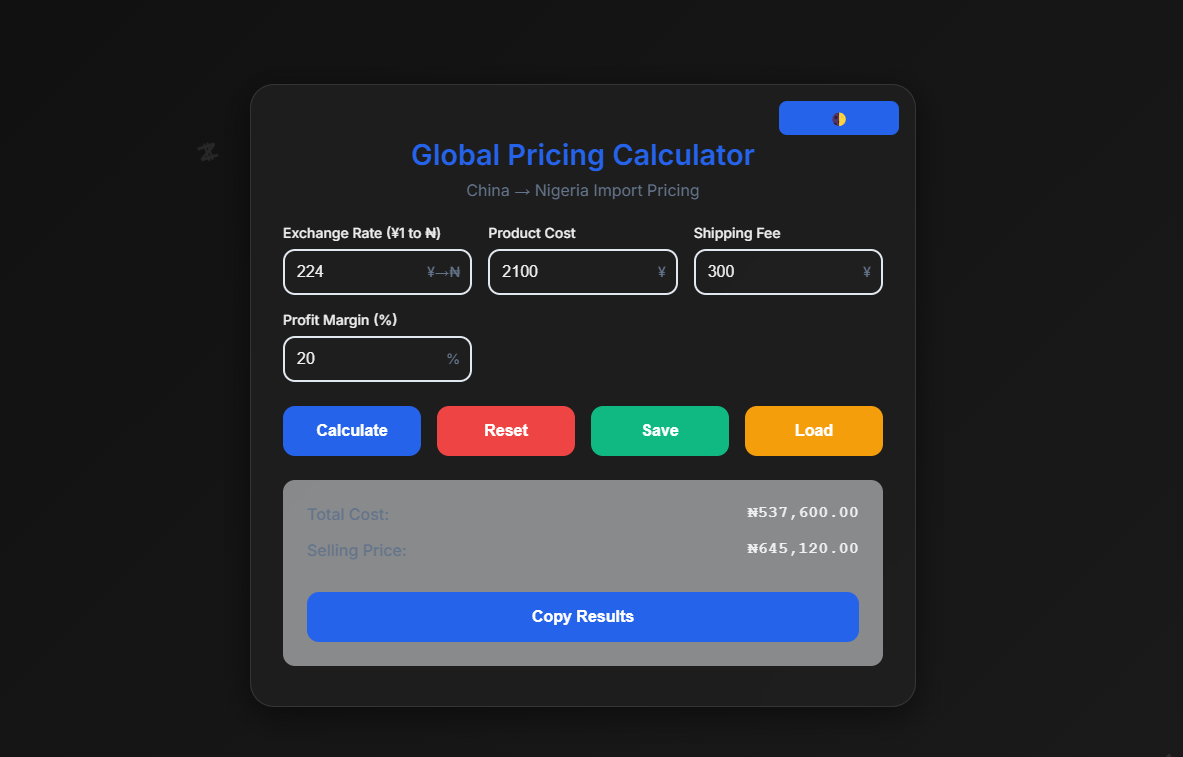 Global Pricing Calculator
China → Nigeria Import Pricing
Exchange Rate (¥1 to ₦) Product Cost Shipping Fee
224 ¥→₦ 2100 ¥ 300 ¥
Profit Margin (%)
20 %
Calculate Reset Save Load
Total Cost: ₦537,600.00
Selling Price: ₦645,120.00
Copy Results